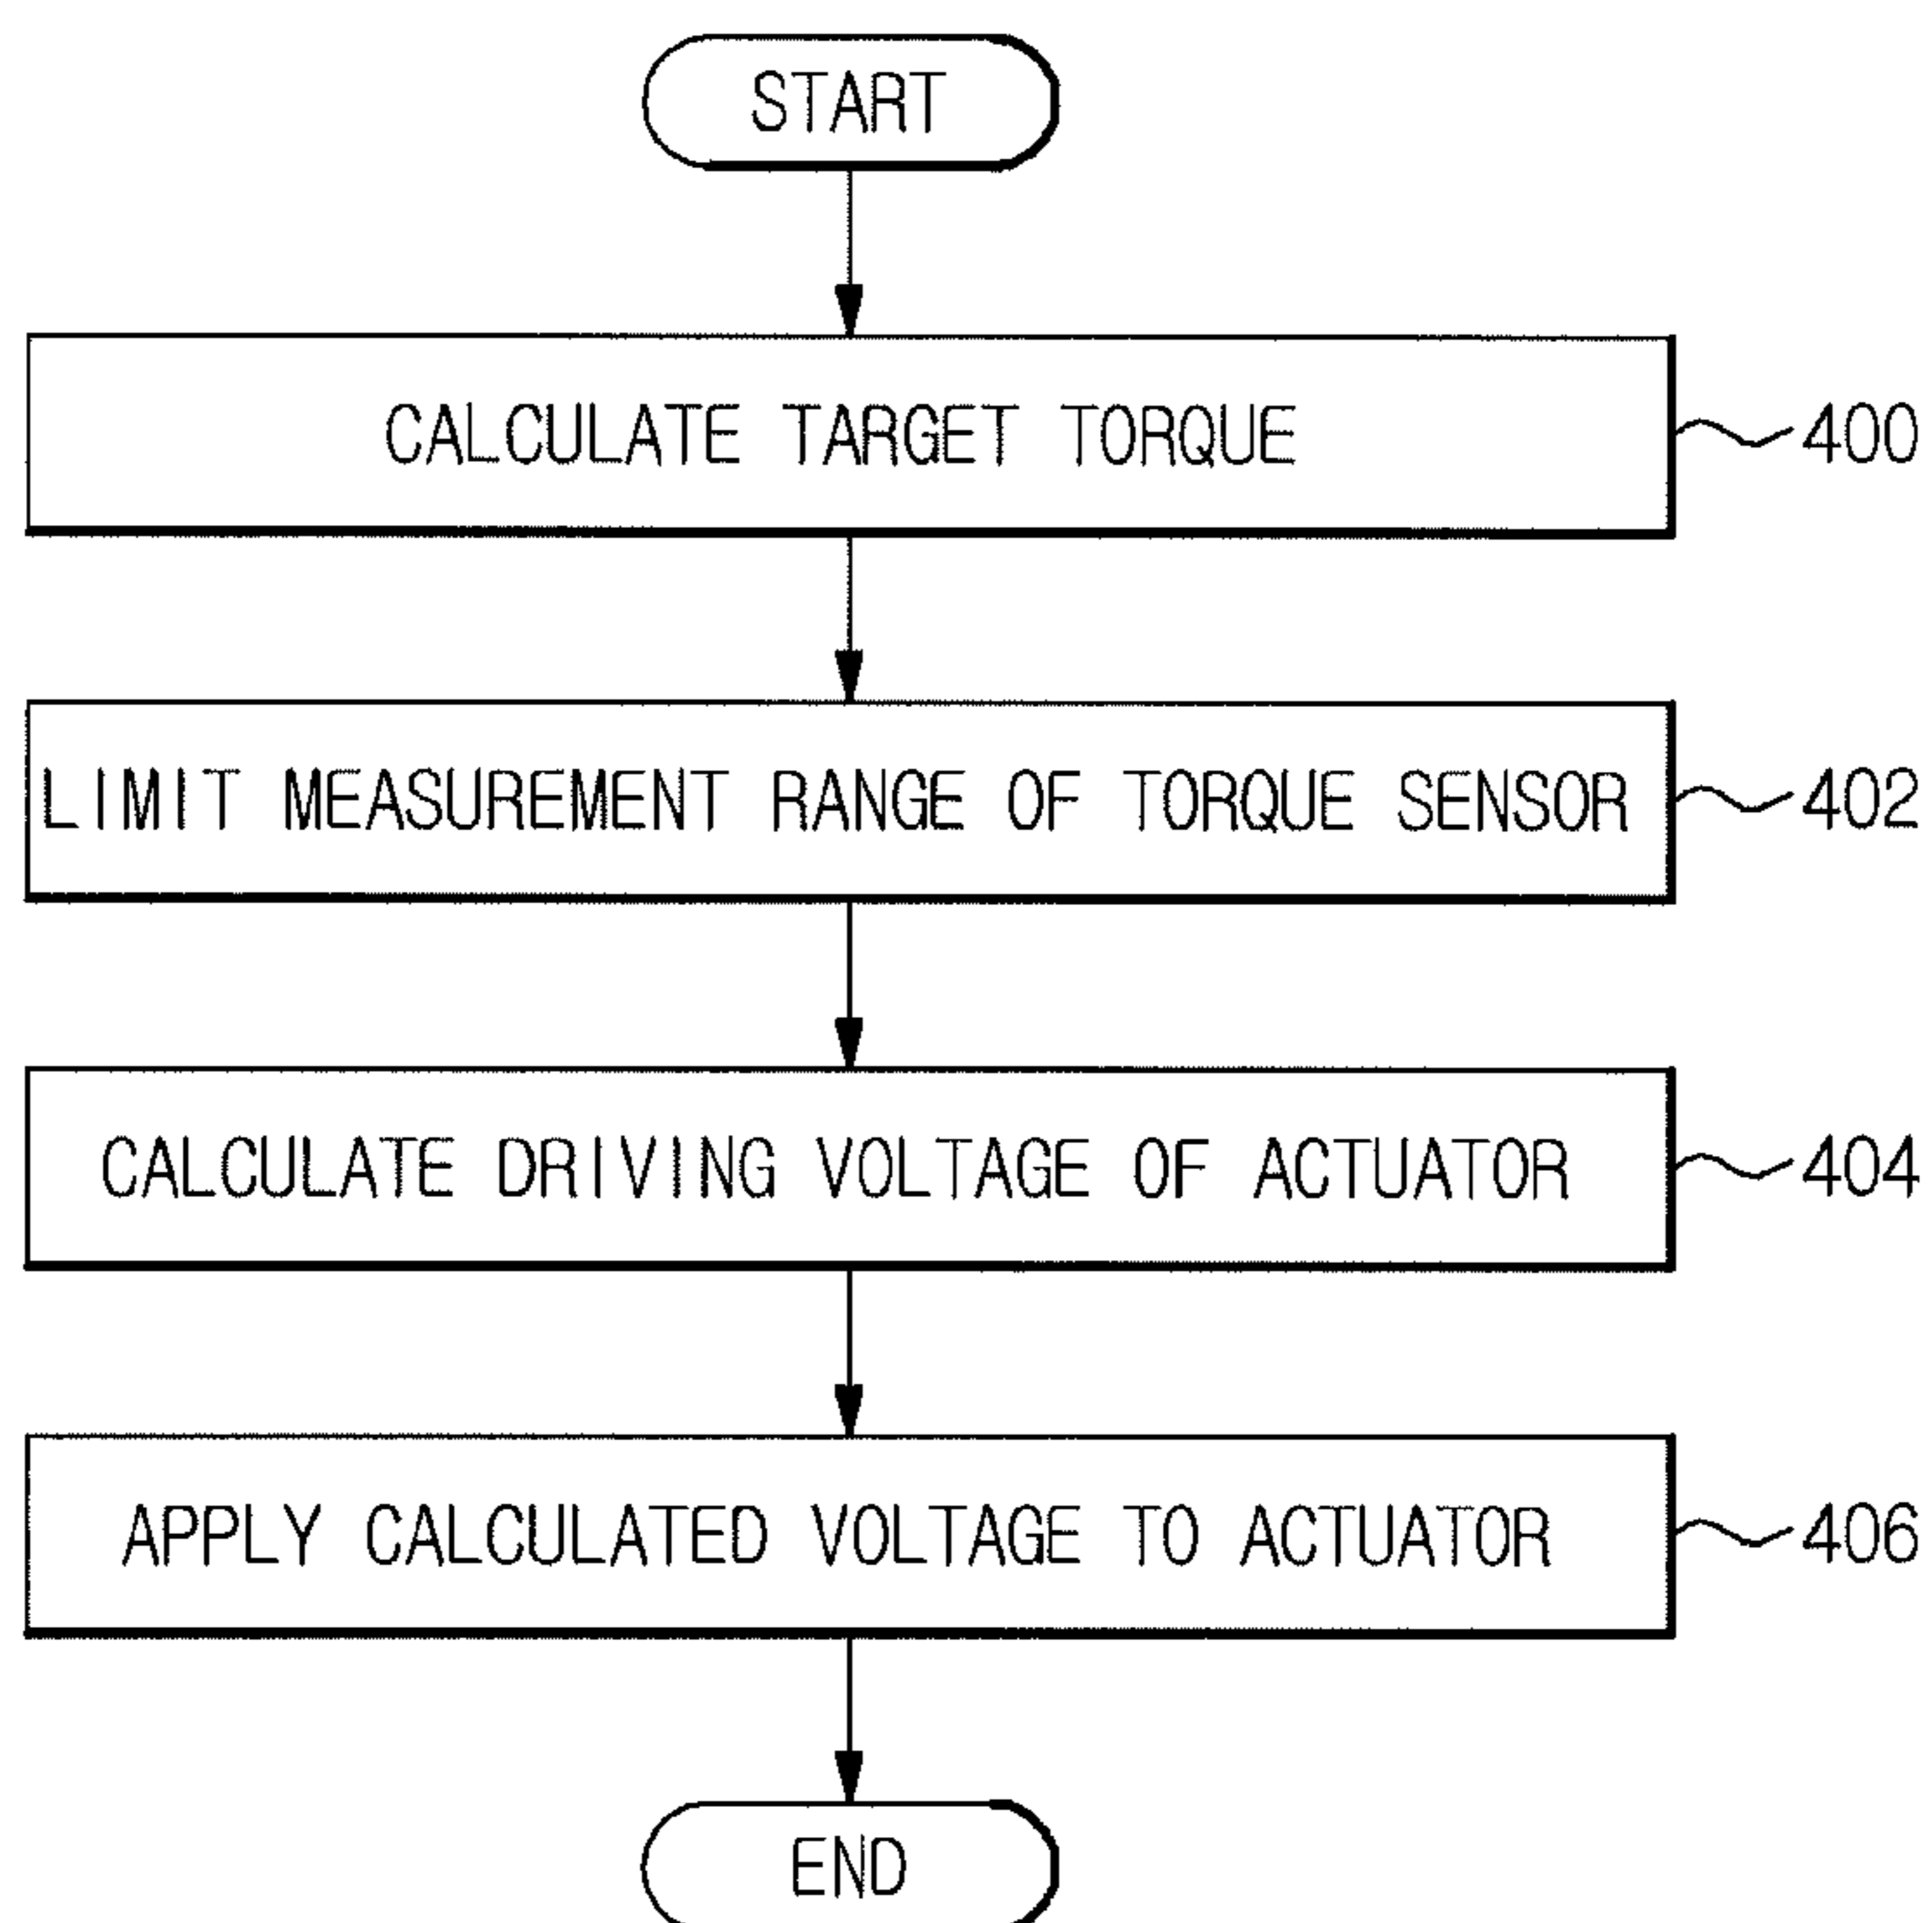 START
CALCULATE TARGET TORQUE
400
LIMIT MEASUREMENT RANGE OF TORQUE SENSOR
402
CALCULATE DRIVING VOLTAGE OF ACTUATOR
404
APPLY CALCULATED VOLTAGE TO ACTUATOR
406
END